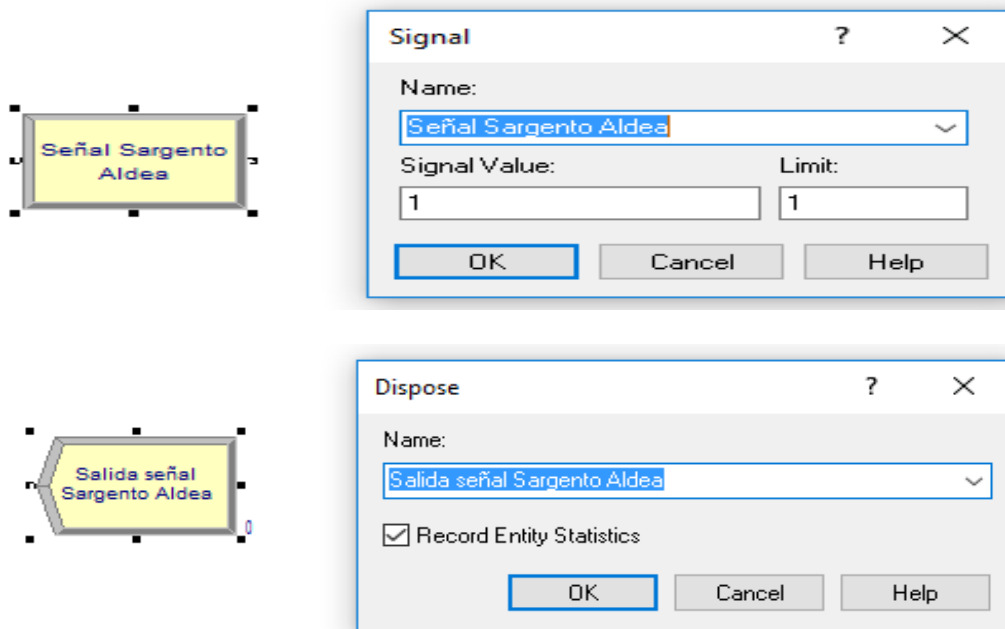 Signal
?
Name:
Señal Sargento Aldea
Señal Sargento
Aldea
Signal Value:
Limit:
1
1
OK
Cancel
Help
Dispose
?
Name:
Salida señal Sargento Aldea
Salida señal
Sargento Aldea
0
Record Entity Statistics
OK
Cancel
Help